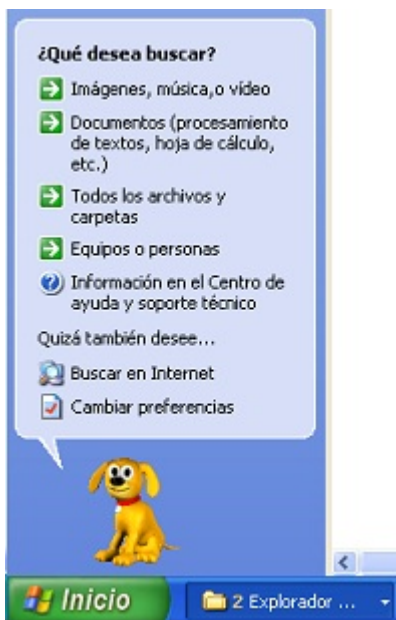 ¿Qué desea buscar?
Imágenes, música,o vídeo
Documentos (procesamiento
de textos, hoja de cálculo,
etc.)
Todos los archivos y
carpetas
Equipos o personas
Información en el Centro de
ayuda y soporte técnico
Quizá también desee...
Buscar en Internet
Cambiar preferencias
Inicio
2 Explorador ...